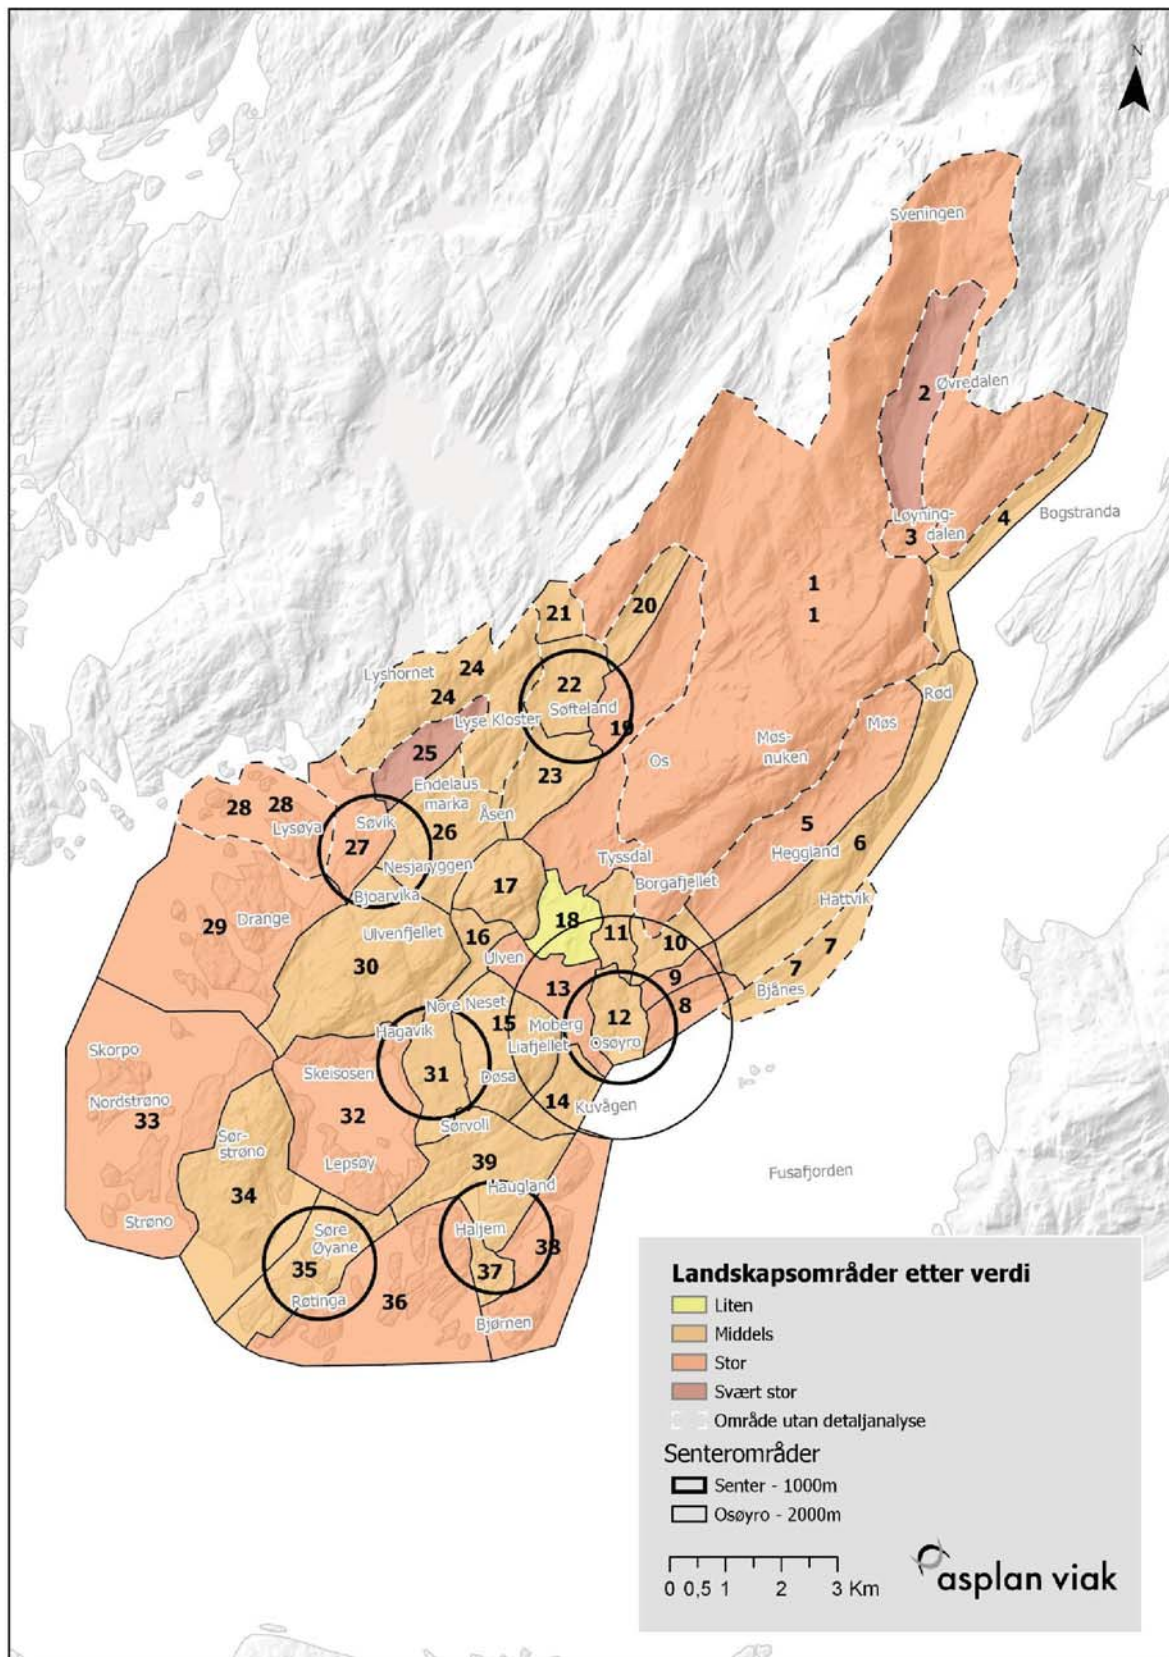 N
Sveningen
2
Øvredalen
Løyning-
dalen
3
4
Bogstranda
1
1
20
21
Lyshornet
24
24
22
Søfteland
Lyse Kloster
19
25
Endelaus
marka
23
Os
Møs-
nuken
Møs
Rød
28
28
Lysøya
Søvik
26
Åsen
27
Nesjaryggen
Bjoarvika
5
Heggland
6
Tyssdal
Borgafjellet
17
Hattvik
29
Drange
Ulvenfjellet
16
18
11
10
7
7
Bjånes
30
Ulven
13
9
8
Nore Neset
15
Moberg
12
Hagavik
Liafjellet
Osøyro
Skorpo
Skeisosen
31
Døsa
Nordstrøno
33
32
14
Kuvågen
Sørvoli
Sør-
strøno
Lepsøy
39
Fusafjorden
34
Haugland
Strøno
Søre
Øyane
Haljem
38
35
37
Røtinga
36
Bjørnen
Landskapsområder etter verdi
Liten
Middels
Stor
Svært stor
Område utan detaljanalyse
Senterområder
Senter - 1000m
Osøyro - 2000m
0 0,5 1 2 3 Km
asplan viak